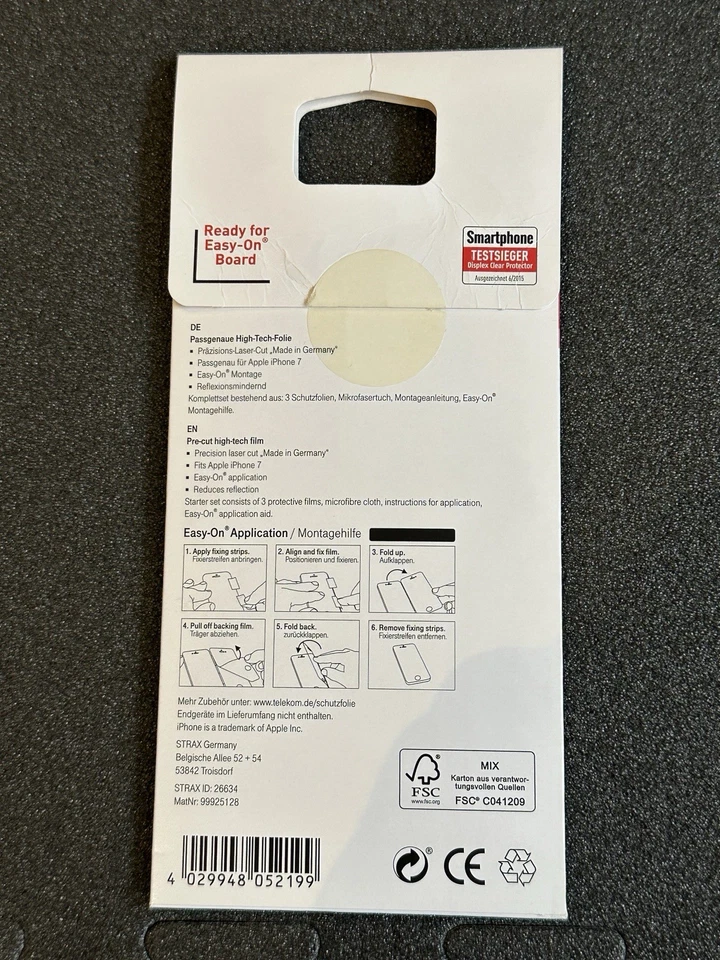 Ready for
Easy-On®
Board
Smartphone
TESTSIEGER
Displex Clear Protector
Ausgezeichnet 6/2015
DE
Passgenaue High-Tech-Folie
▪ Präzisions-Laser-Cut „Made in Germany"
▪ Passgenau für Apple iPhone 7
▪ Easy-On® Montage
▪ Reflexionsmindernd
Komplettset bestehend aus: 3 Schutzfolien, Mikrofasertuch, Montageanleitung, Easy-On®
Montagehilfe.
EN
Pre-cut high-tech film
▪ Precision laser cut „Made in Germany"
▪ Fits Apple iPhone 7
▪ Easy-On® application
▪ Reduces reflection
Starter set consists of 3 protective films, microfibre cloth, instructions for application,
Easy-On® application aid.
Easy-On® Application / Montagehilfe
1. Apply fixing strips.
Fixierstreifen anbringen.
2. Align and fix film.
Positionieren und fixieren.
3. Fold up.
Aufklappen.
4. Pull off backing film.
Träger abziehen.
5. Fold back.
zurückklappen.
6. Remove fixing strips.
Fixierstreifen entfernen.
Mehr Zubehör unter: www.telekom.de/schutzfolie
Endgeräte im Lieferumfang nicht enthalten.
iPhone is a trademark of Apple Inc.
STRAX Germany
Belgische Allee 52 + 54
53842 Troisdorf
STRAX ID: 26634
MatNr: 99925128
FSC®
www.fsc.org
MIX
Karton aus verantwor-
tungsvollen Quellen
FSC® C041209
4 029948 052199
® CE